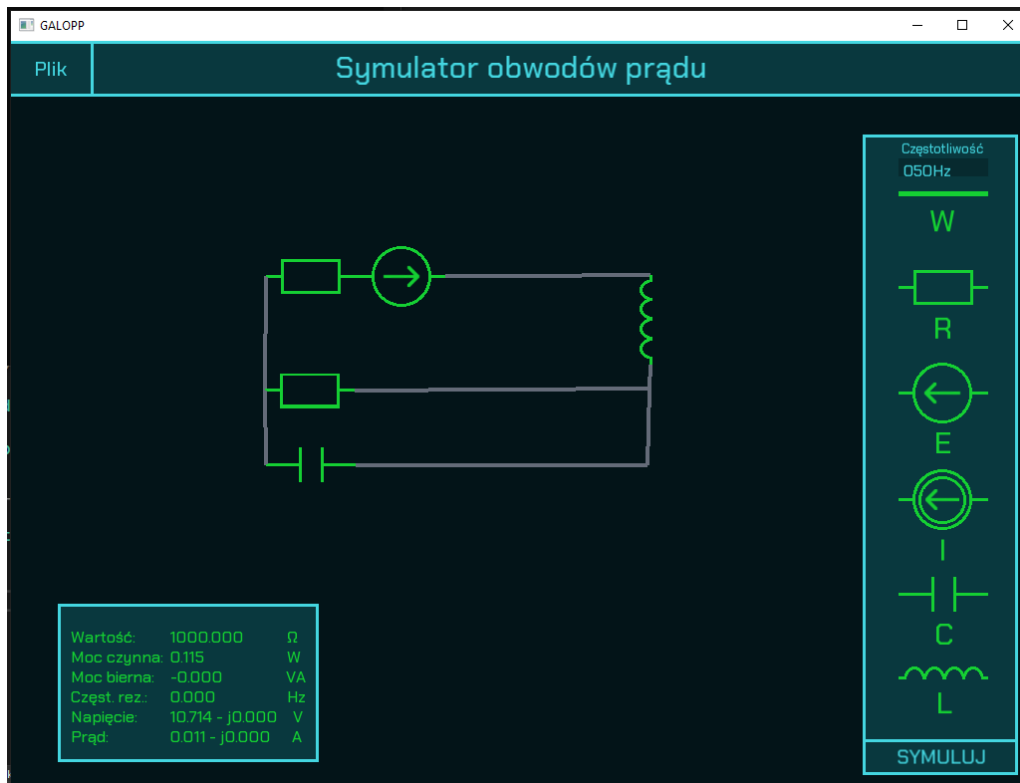 GALOPP
Plik
Symulator obwodów prądu
Częstotliwość
050Hz
W
R
E
I
C
L
Wartość: 1000.000 Ω
Moc czynna: 0.115 W
Moc bierna: -0.000 VA
Częst. rez.: 0.000 Hz
Napięcie: 10.714 - j0.000 V
Prąd: 0.011 - j0.000 A
SYMULUJ